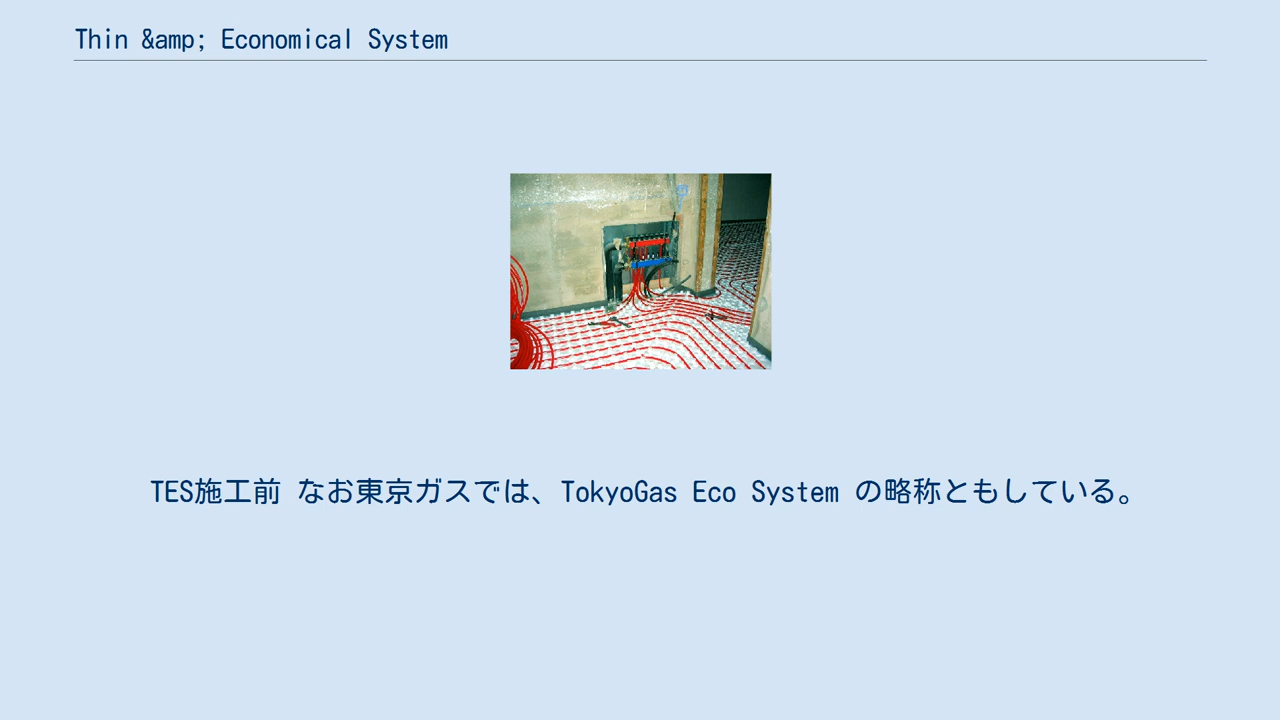 Thin &amp; Economical System
TES施工前 なお東京ガスでは、TokyoGas Eco System の略称ともしている。